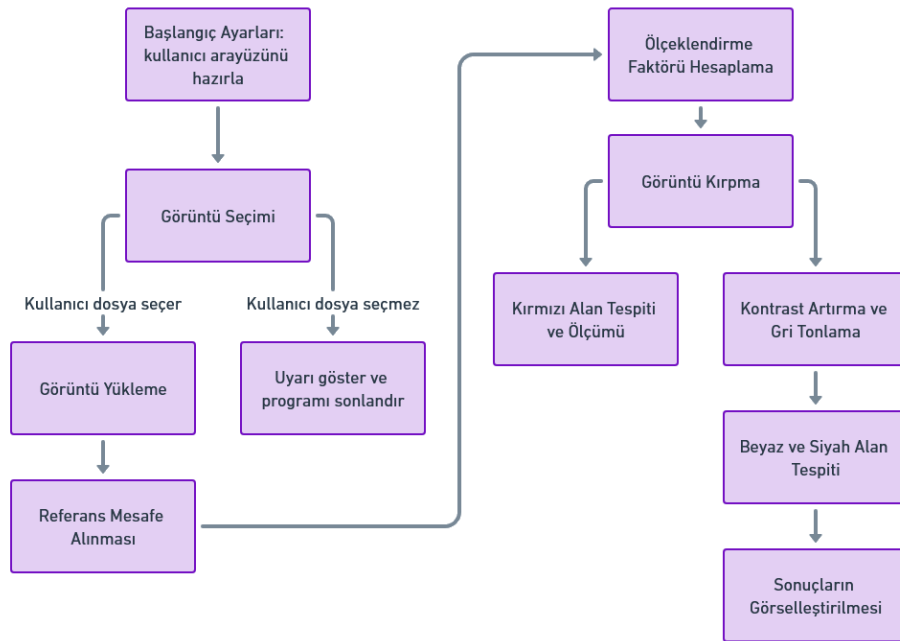 Başlangıç Ayarları:
kullanıcı arayüzünü
hazırla
Görüntü Seçimi
Kullanıcı dosya seçer
Kullanıcı dosya seçmez
Görüntü Yükleme
Uyarı göster ve
programı sonlandır
Referans Mesafe
Alınması
Ölçeklendirme
Faktörü Hesaplama
Görüntü Kırpma
Kırmızı Alan Tespiti
ve Ölçümü
Kontrast Artırma ve
Gri Tonlama
Beyaz ve Siyah Alan
Tespiti
Sonuçların
Görselleştirilmesi